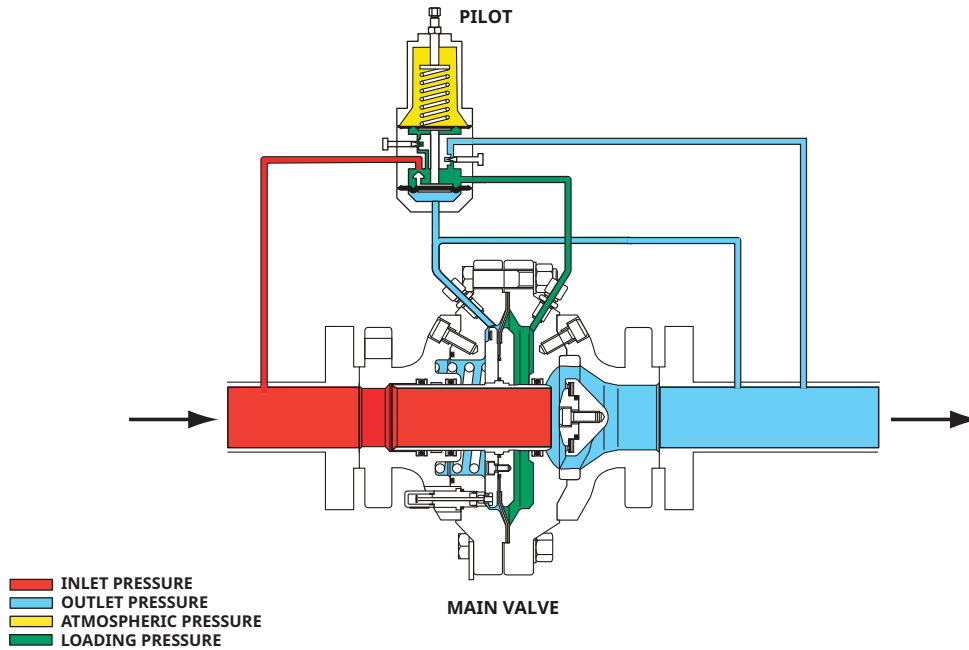 PILOT
INLET PRESSURE
OUTLET PRESSURE
ATMOSPHERIC PRESSURE
LOADING PRESSURE
MAIN VALVE